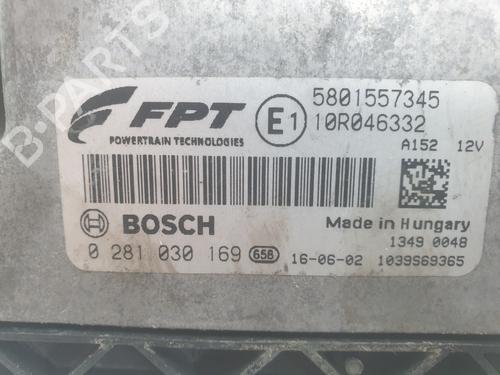 B-PARTS
FPT
POWERTRAIN TECHNOLOGIES
E1
5801557345
10R046332
A152 12V
BOSCH
0 281 030 169 658
Made in Hungary
1349 0048
16-06-02 1039S69365